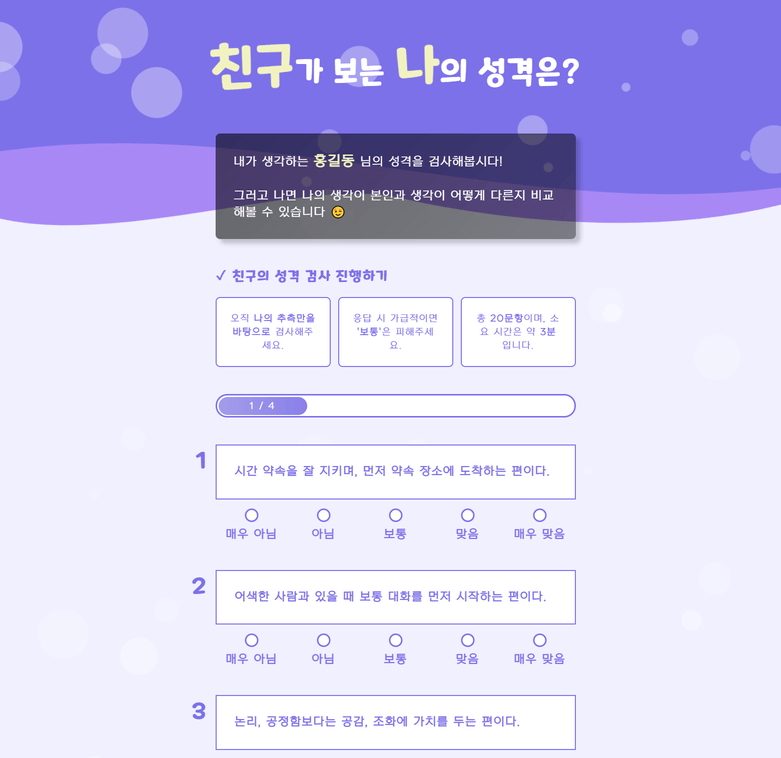 친구가 보는 나의 성격은?
내가 생각하는 홍길동 님의 성격을 검사해봅시다!
그러고 나면 나의 생각이 본인과 생각이 어떻게 다른지 비교
해볼 수 있습니다 😉
✓ 친구의 성격 검사 진행하기
오직 나의 추측만을
바탕으로 검사해주
세요.
응답 시 가급적이면
'보통'은 피해주세
요.
총 20문항이며, 소
요 시간은 약 3분
입니다.
1 / 4
1
시간 약속을 잘 지키며, 먼저 약속 장소에 도착하는 편이다.
매우 아님 아님 보통 맞음 매우 맞음
2
어색한 사람과 있을 때 보통 대화를 먼저 시작하는 편이다.
매우 아님 아님 보통 맞음 매우 맞음
3
논리, 공정함보다는 공감, 조화에 가치를 두는 편이다.